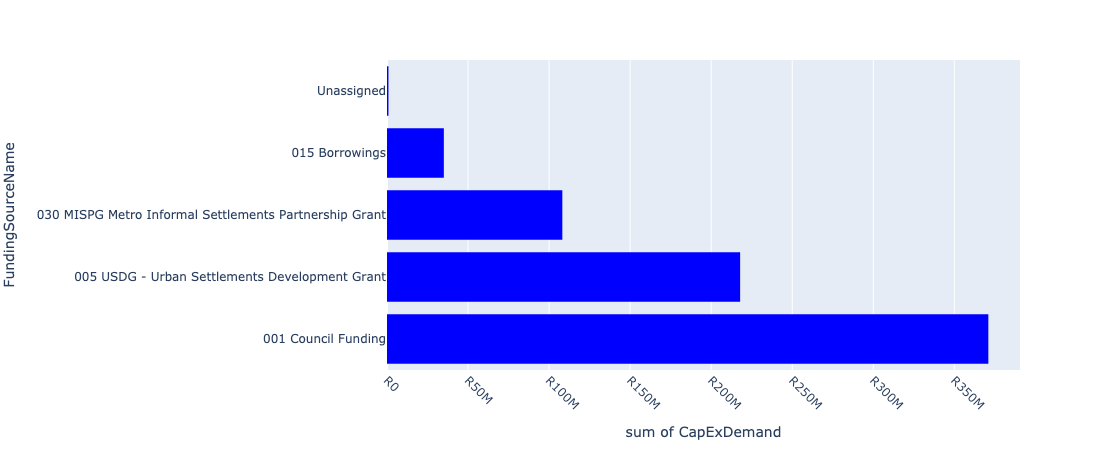 FundingSourceName
Unassigned
015 Borrowings
030 MISPG Metro Informal Settlements Partnership Grant
005 USDG - Urban Settlements Development Grant
001 Council Funding
R0
R50M
R100M
R150M
R200M
R250M
R300M
R350M
sum of CapExDemand